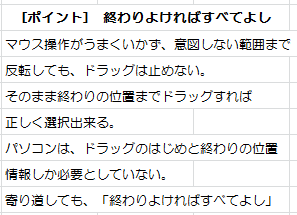 ［ポイント］　終わりよければすべてよし
マウス操作がうまくいかず、意図しない範囲まで
反転しても、ドラッグは止めない。
そのまま終わりの位置までドラッグすれば
正しく選択出来る。
パソコンは、ドラッグのはじめと終わりの位置
情報しか必要としていない。
寄り道しても、「終わりよければすべてよし」